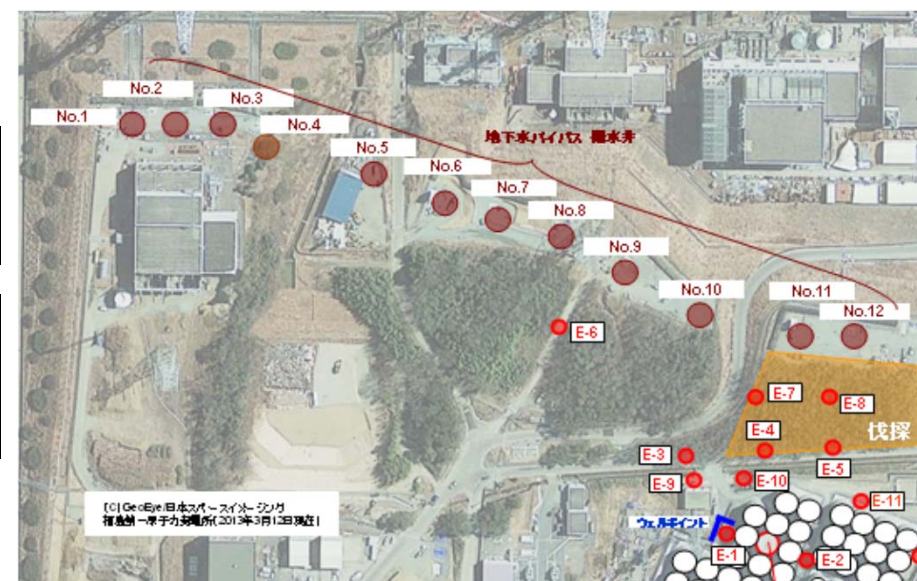 No.2
No.3
No.1
No.4
No.5
No.6
No.7
No.8
No.9
No.10
No.11
No.12
地下水バイパス 揚水井
E-6
E-7
E-8
伐採
E-4
E-3
E-5
E-9
E-10
E-11
(C)GeoEye/日本スペースイメージング
福島第一原子力発電所(2013年3月12日現在)
ウェルポイント
E-1
E-2